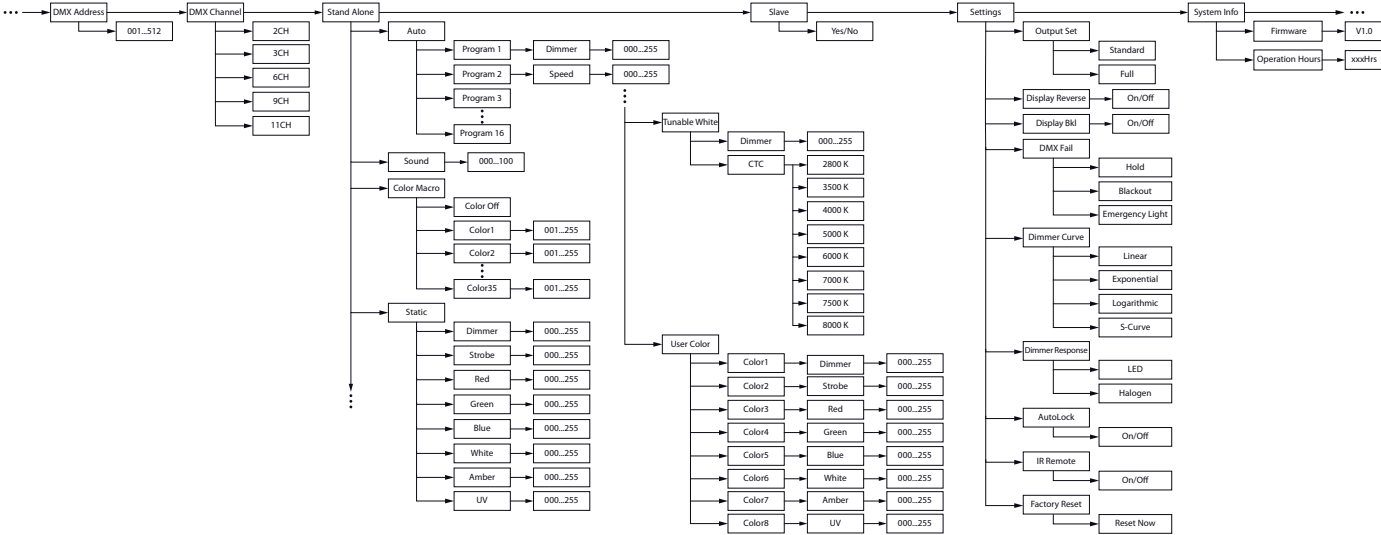 DMX Address
001...512
DMX Channel
2CH
3CH
6CH
9CH
11CH
Stand Alone
Auto
Program 1
Dimmer
000...255
Program 2
Speed
000...255
Program 3
Program 16
Sound
000...100
Color Macro
Color Off
Color1
001...255
Color2
001...255
Color35
001...255
Static
Dimmer
000...255
Strobe
000...255
Red
000...255
Green
000...255
Blue
000...255
White
000...255
Amber
000...255
UV
000...255
Tunable White
Dimmer
000...255
CTC
2800 K
3500 K
4000 K
5000 K
6000 K
7000 K
7500 K
8000 K
User Color
Color1
Dimmer
000...255
Color2
Strobe
000...255
Color3
Red
000...255
Color4
Green
000...255
Color5
Blue
000...255
Color6
White
000...255
Color7
Amber
000...255
Color8
UV
000...255
Slave
Yes/No
Settings
Output Set
Standard
Full
Display Reverse
On/Off
Display Bkl
On/Off
DMX Fail
Hold
Blackout
Emergency Light
Dimmer Curve
Linear
Exponential
Logarithmic
S-Curve
Dimmer Response
LED
Halogen
AutoLock
On/Off
IR Remote
On/Off
Factory Reset
Reset Now
System Info
Firmware
V1.0
Operation Hours
xxxHrs